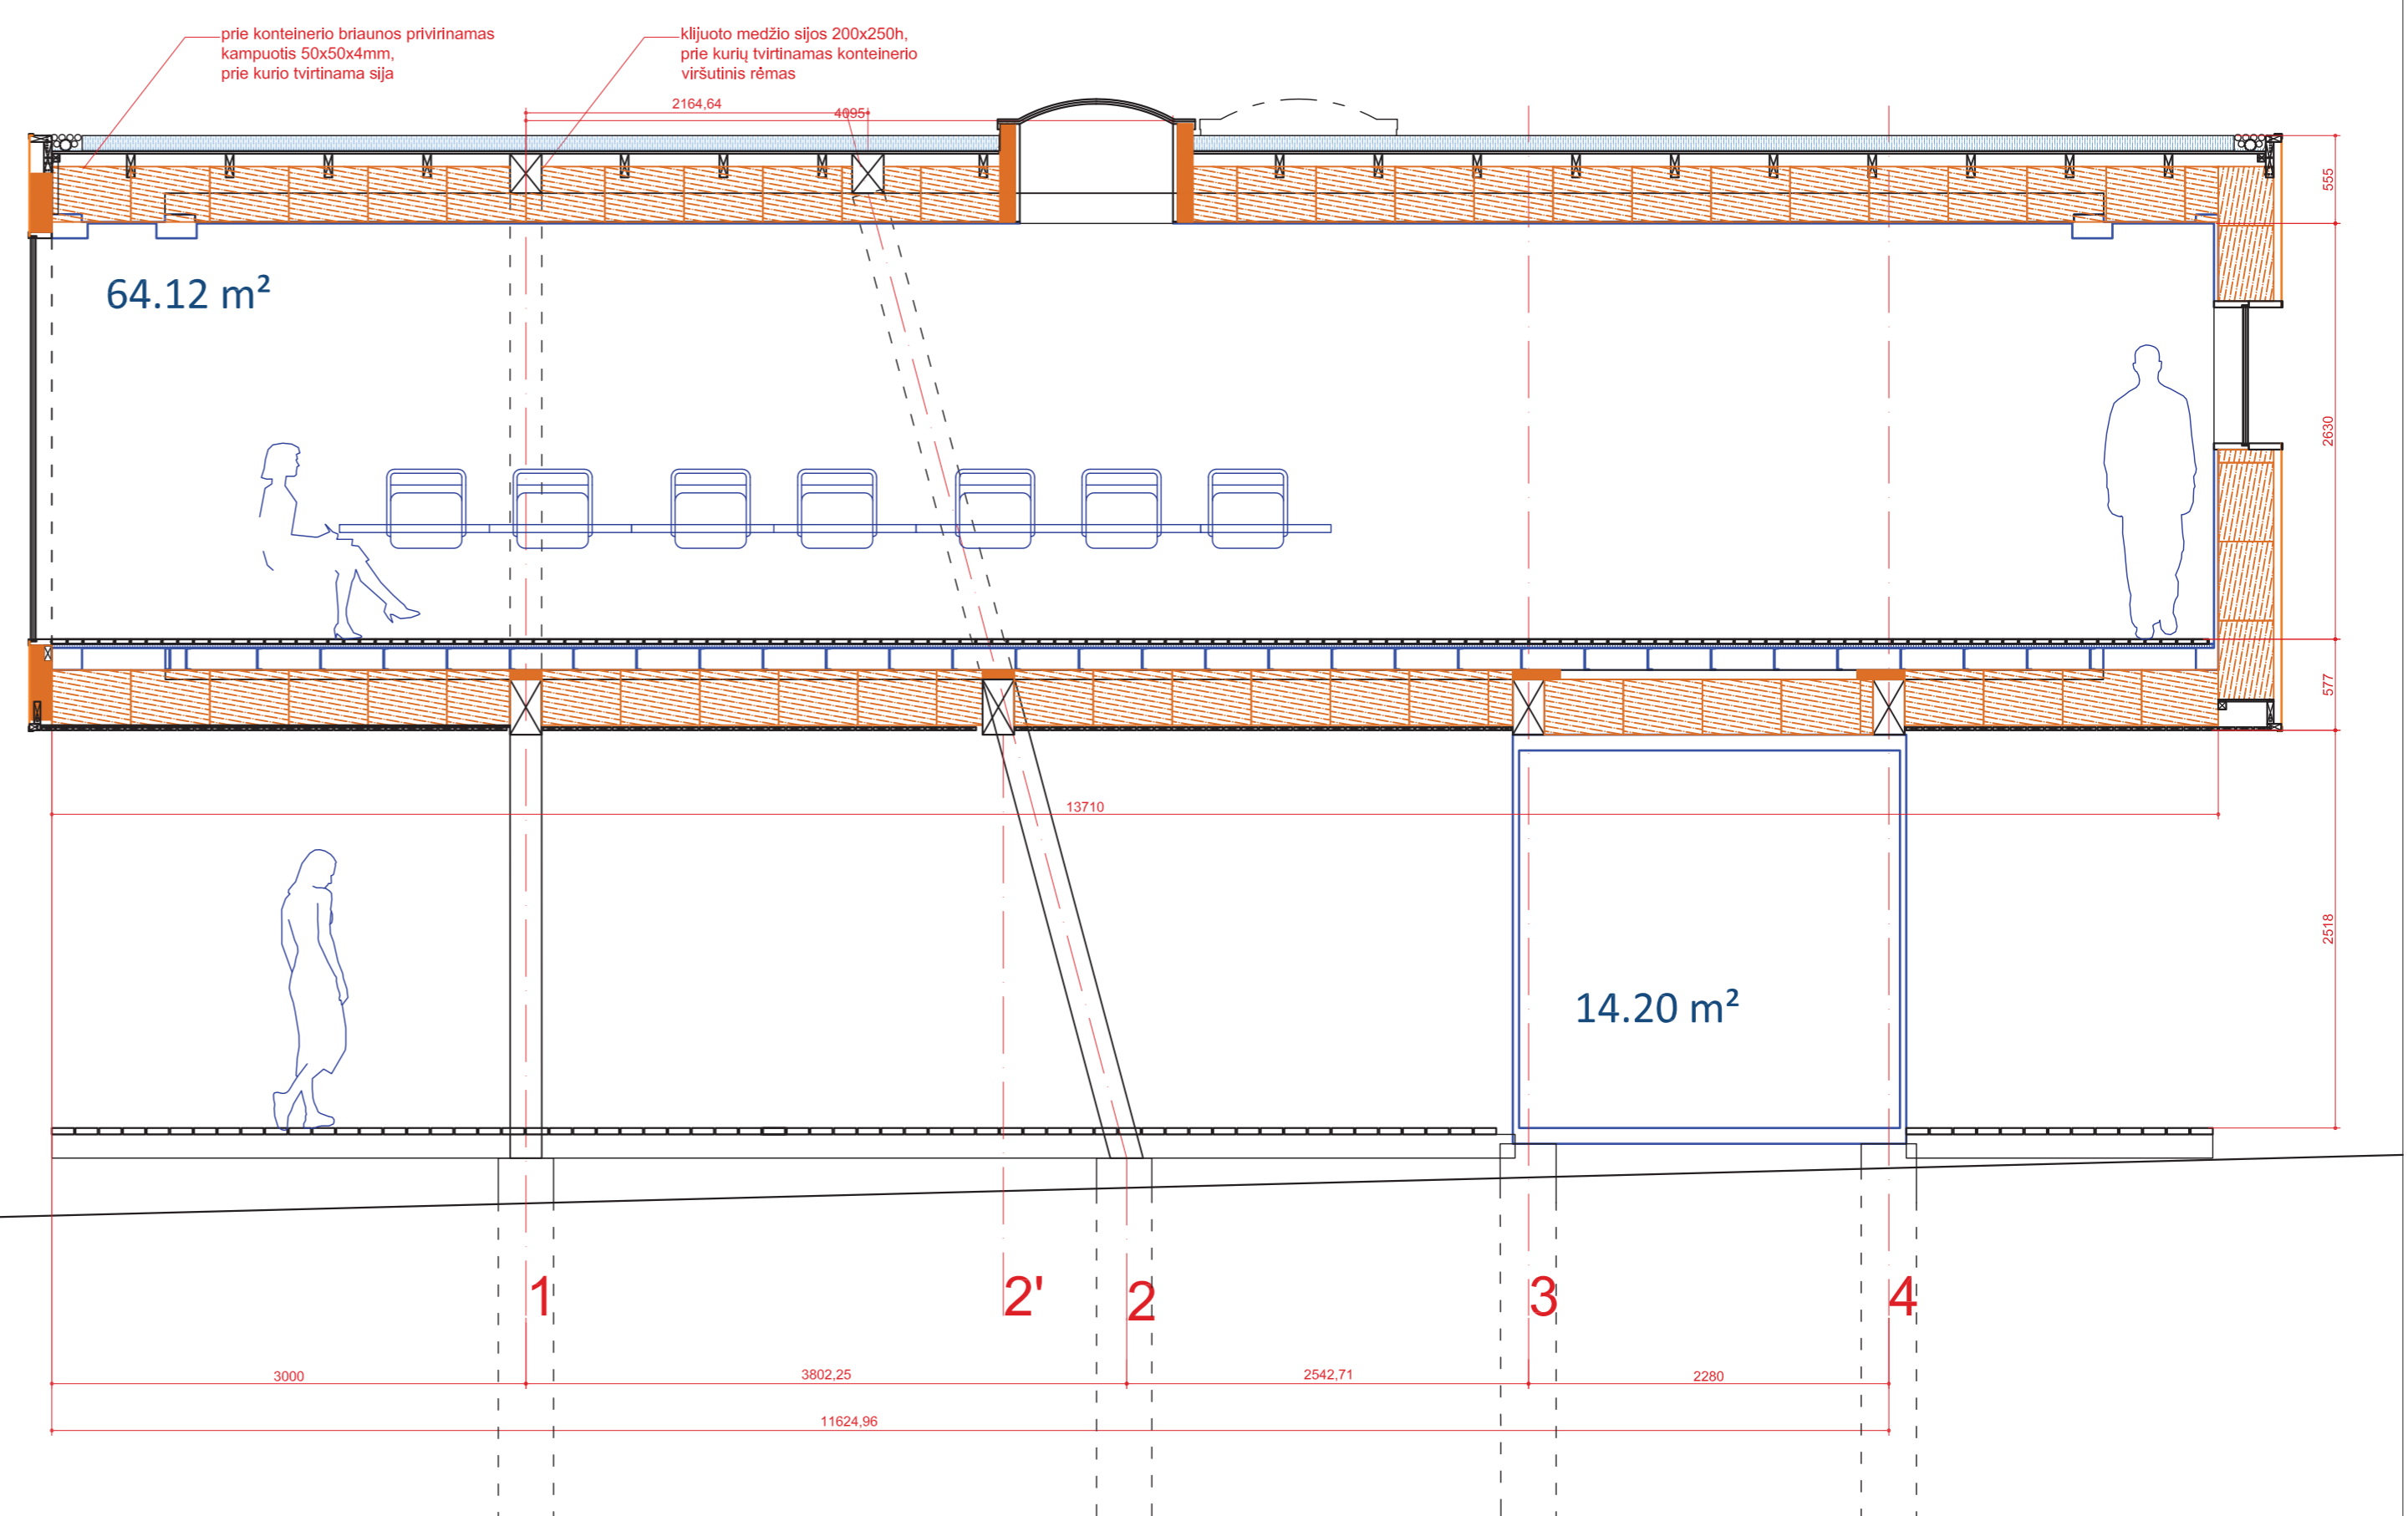 prie konteinerio briaunos privirinamas
kampuotis 50x50x4mm,
prie kurio tvirtinama sija
klijuoto medžio sijos 200x250h,
prie kurių tvirtinamas konteinerio
viršutinis rėmas
2164,64
4095
555
64.12 m²
2630
577
13710
2518
14.20 m²
1
2'
2
3
4
3000
3802,25
2542,71
2280
11624,96